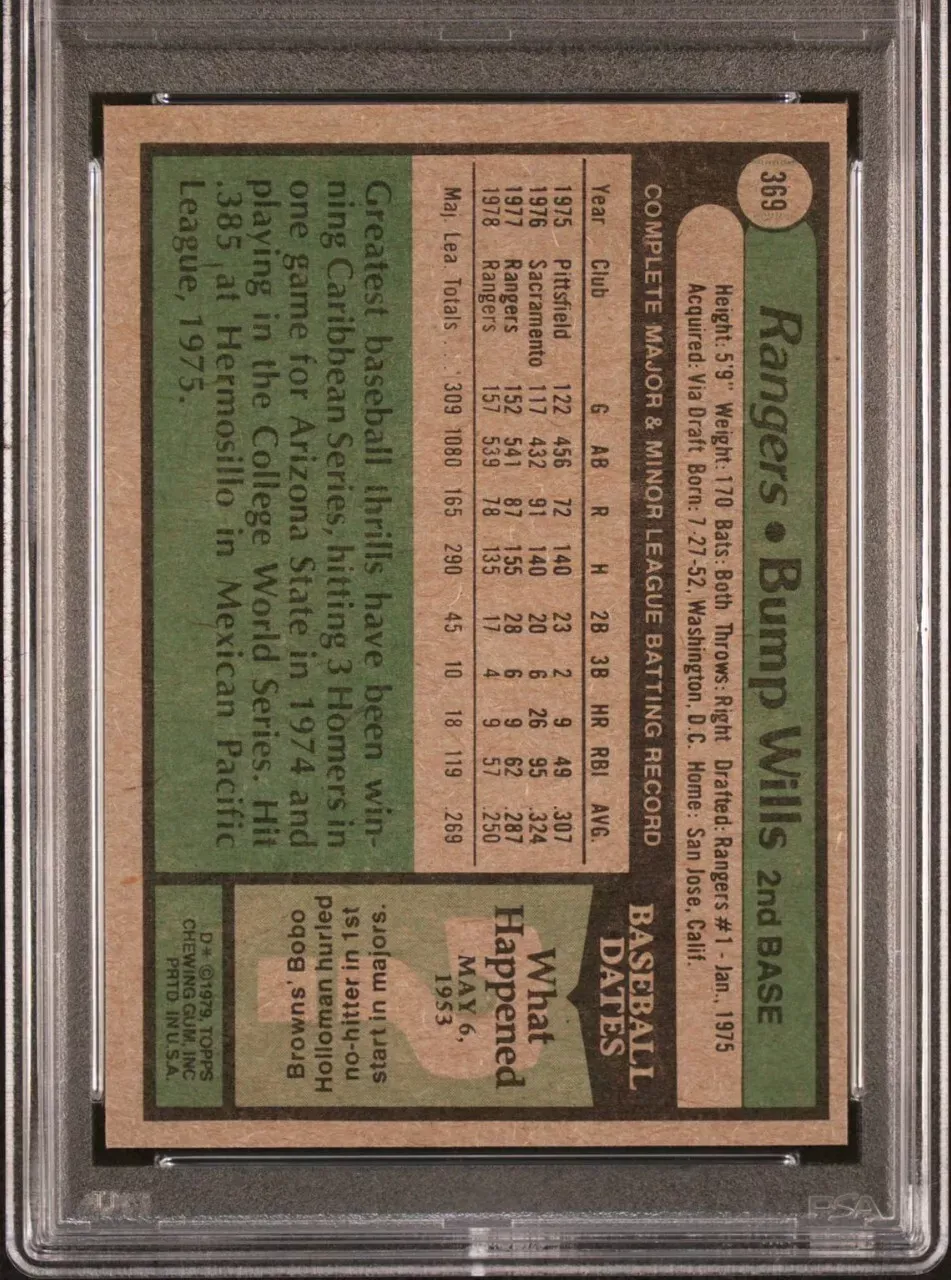 369
Rangers • Bump Wills 2nd BASE
Height: 5'9" Weight: 170 Bats: Both Throws: Right Drafted: Rangers #1 - Jan., 1975
Acquired: Via Draft Born: 7-27-52, Washington, D.C. Home: San Jose, Calif.
COMPLETE MAJOR & MINOR LEAGUE BATTING RECORD
Year Club G AB R H 2B 3B HR RBI AVG.
1975 Pittsfield 122 456 72 140 23 2 9 49 .307
1976 Sacramento 117 432 91 140 20 6 26 95 .324
1977 Rangers 152 541 87 155 28 6 9 62 .287
1978 Rangers 157 539 78 135 17 4 9 57 .250
Maj. Lea. Totals . . . 309 1080 165 290 45 10 18 119 .269
Greatest baseball thrills have been win-
ning Caribbean Series, hitting 3 Homers in
one game for Arizona State in 1974 and
playing in the College World Series. Hit
.385 at Hermosillo in Mexican Pacific
League, 1975.
BASEBALL
DATES
What
Happened
MAY 6,
1953
Browns' Bobo
Holloman hurled
no-hitter in 1st
start in majors.
D* ©1979, TOPPS
CHEWING GUM, INC
PRTD. IN U.S.A.
PSA